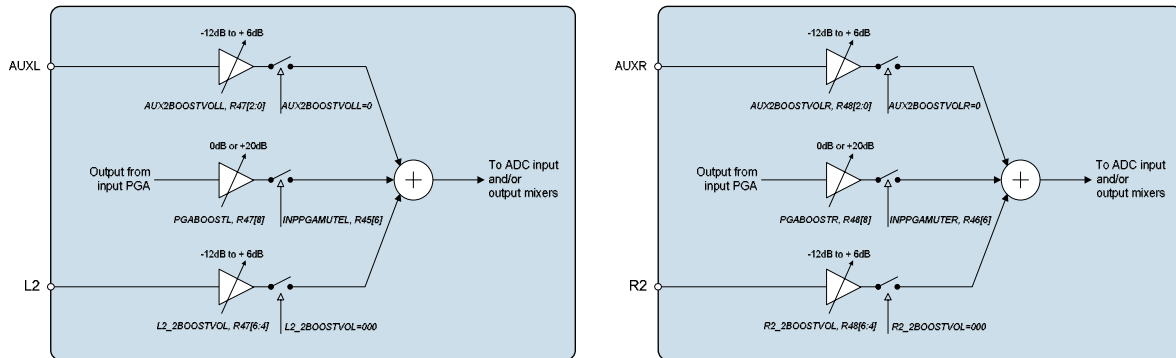 -12dB to + 6dB
AUXL
AUX2BOOSTVOLL, R47[2:0]
AUX2BOOSTVOLL=0
0dB or +20dB
Output from
input PGA
To ADC input
and/or
output mixers
PGABOOSTL, R47[8]
INPPGAMUTEL, R45[6]
-12dB to + 6dB
L2
L2_2BOOSTVOL, R47[6:4]
L2_2BOOSTVOL=000
-12dB to + 6dB
AUXR
AUX2BOOSTVOLR, R48[2:0]
AUX2BOOSTVOLR=0
0dB or +20dB
Output from
input PGA
To ADC input
and/or
output mixers
PGABOOSTR, R48[8]
INPPGAMUTER, R46[6]
-12dB to + 6dB
R2
R2_2BOOSTVOL, R48[6:4]
R2_2BOOSTVOL=000